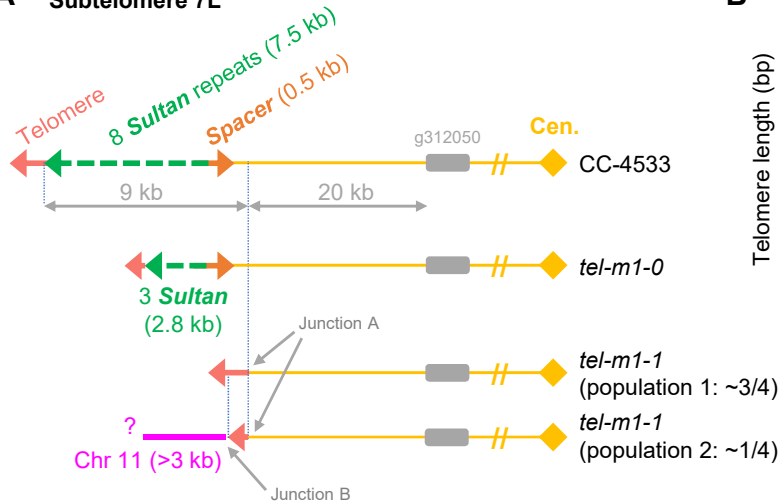 Subtelomere 7L
Telomere
8 Sultan repeats (7.5 kb)
Spacer (0.5 kb)
g312050
Cen.
CC-4533
9 kb
20 kb
Telomere length (bp)
tel-m1-0
3 Sultan
(2.8 kb)
Junction A
tel-m1-1
(population 1: ~3/4)
?
tel-m1-1
(population 2: ~1/4)
Chr 11 (>3 kb)
Junction B